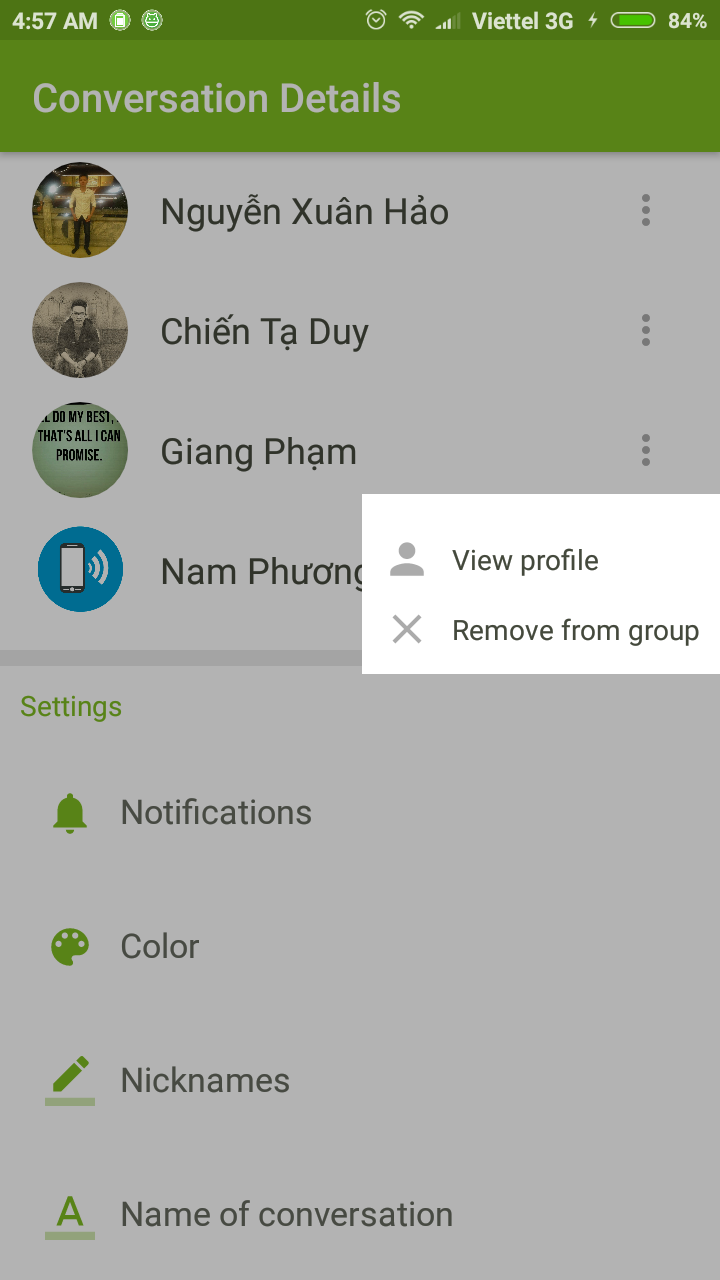 4:57 AM Viettel 3G 84%
Conversation Details
Nguyễn Xuân Hảo
Chiến Tạ Duy
L DO MY BEST,
THAT'S ALL I CAN
PROMISE.
Giang Phạm
Nam Phương
View profile
Remove from group
Settings
Notifications
Color
Nicknames
A Name of conversation